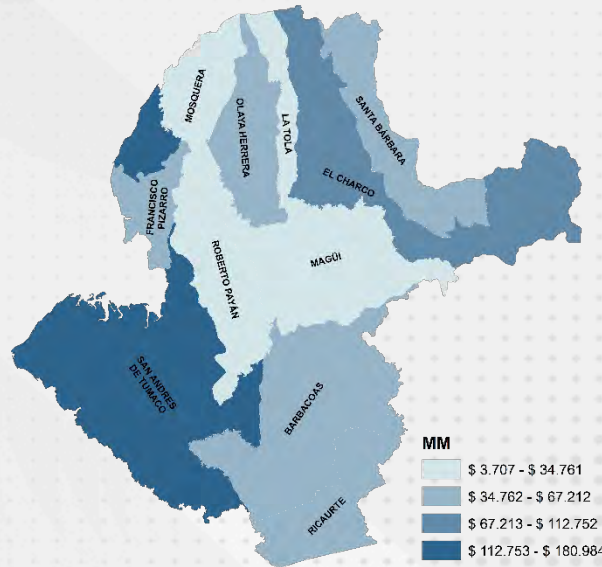 MOSQUERA
OLAYA HERRERA
LA TOLA
SANTA BÁRBARA
EL CHARCO
FRANCISCO
PIZARRO
ROBERTO PAYÁN
MAGÜI
SAN ANDRES
DE TUMACO
BARBACOAS
RICAURTE
MM
$ 3.707 - $ 34.761
$ 34.762 - $ 67.212
$ 67.213 - $ 112.752
$ 112.753 - $ 180.984